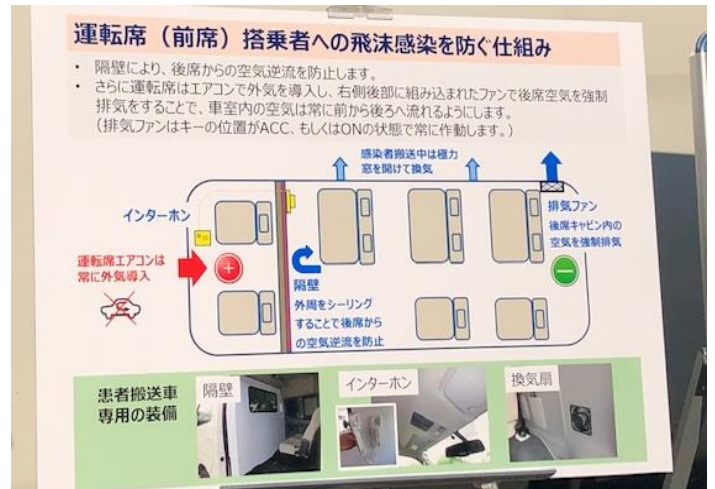 運転席（前席）搭乗者への飛沫感染を防ぐ仕組み
• 隔壁により、後席からの空気逆流を防止します。
• さらに運転席はエアコンで外気を導入し、右側後部に組み込まれたファンで後席空気を強制
排気をすることで、車室内の空気は常に前から後ろへ流れるようにします。
（排気ファンはキーの位置がACC、もしくはONの状態で常に作動します。）
感染者搬送中は極力
窓を開けて換気
インターホン
排気ファン
後席キャビン内の
空気を強制排気
運転席エアコンは
常に外気導入
隔壁
外周をシーリング
することで後席から
の空気逆流を防止
患者搬送車
専用の装備
隔壁
インターホン
換気扇